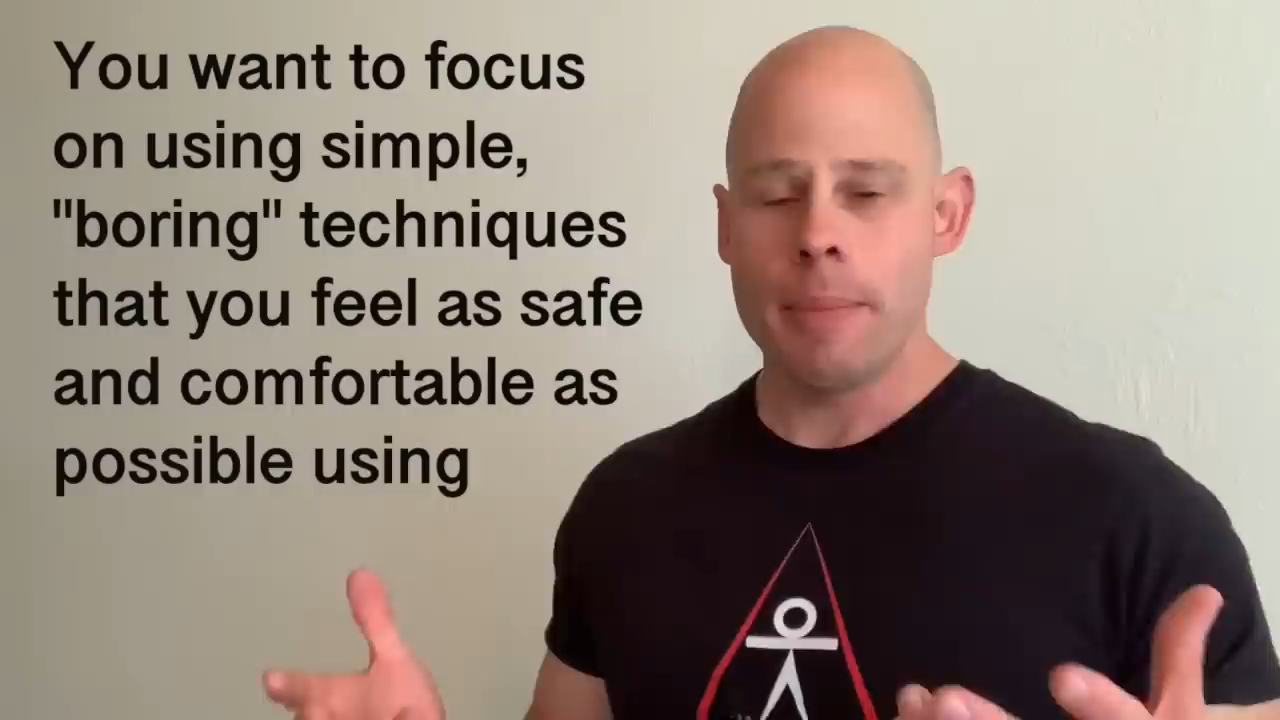 You want to focus
on using simple,
"boring" techniques
that you feel as safe
and comfortable as
possible using